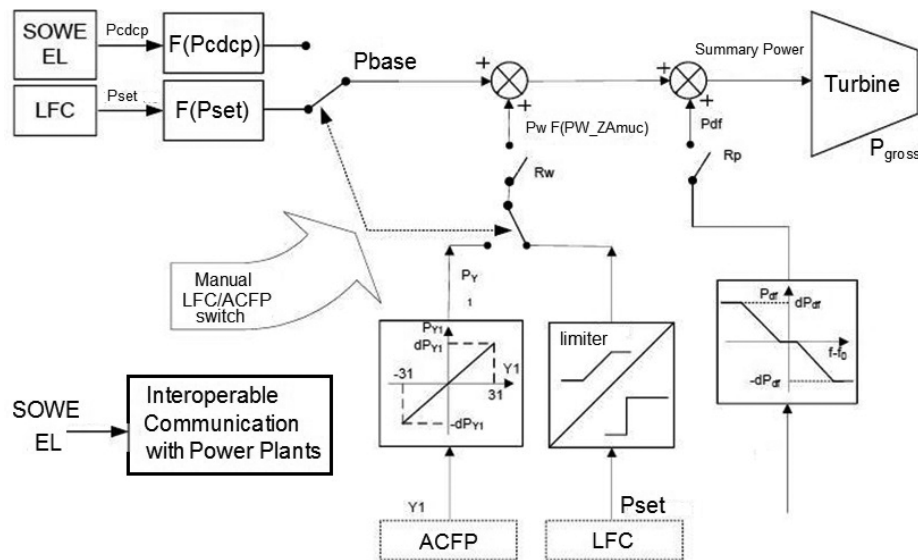 SOWE
EL
Pcdcp
F(Pcdcp)
LFC
Pset
F(Pset)
Pbase
+
+
+
+
Summary Power
Turbine
Pgross
Pw F(PW_ZAmuc)
Pdf
Rw
Rp
Manual
LFC/ACFP
switch
PY
1
PY1
dPY1
-31
Y1
31
-dPY1
limiter
Pdf
dPdf
f-f0
-dPdf
SOWE
EL
Interoperable
Communication
with Power Plants
Y1
ACFP
Pset
LFC